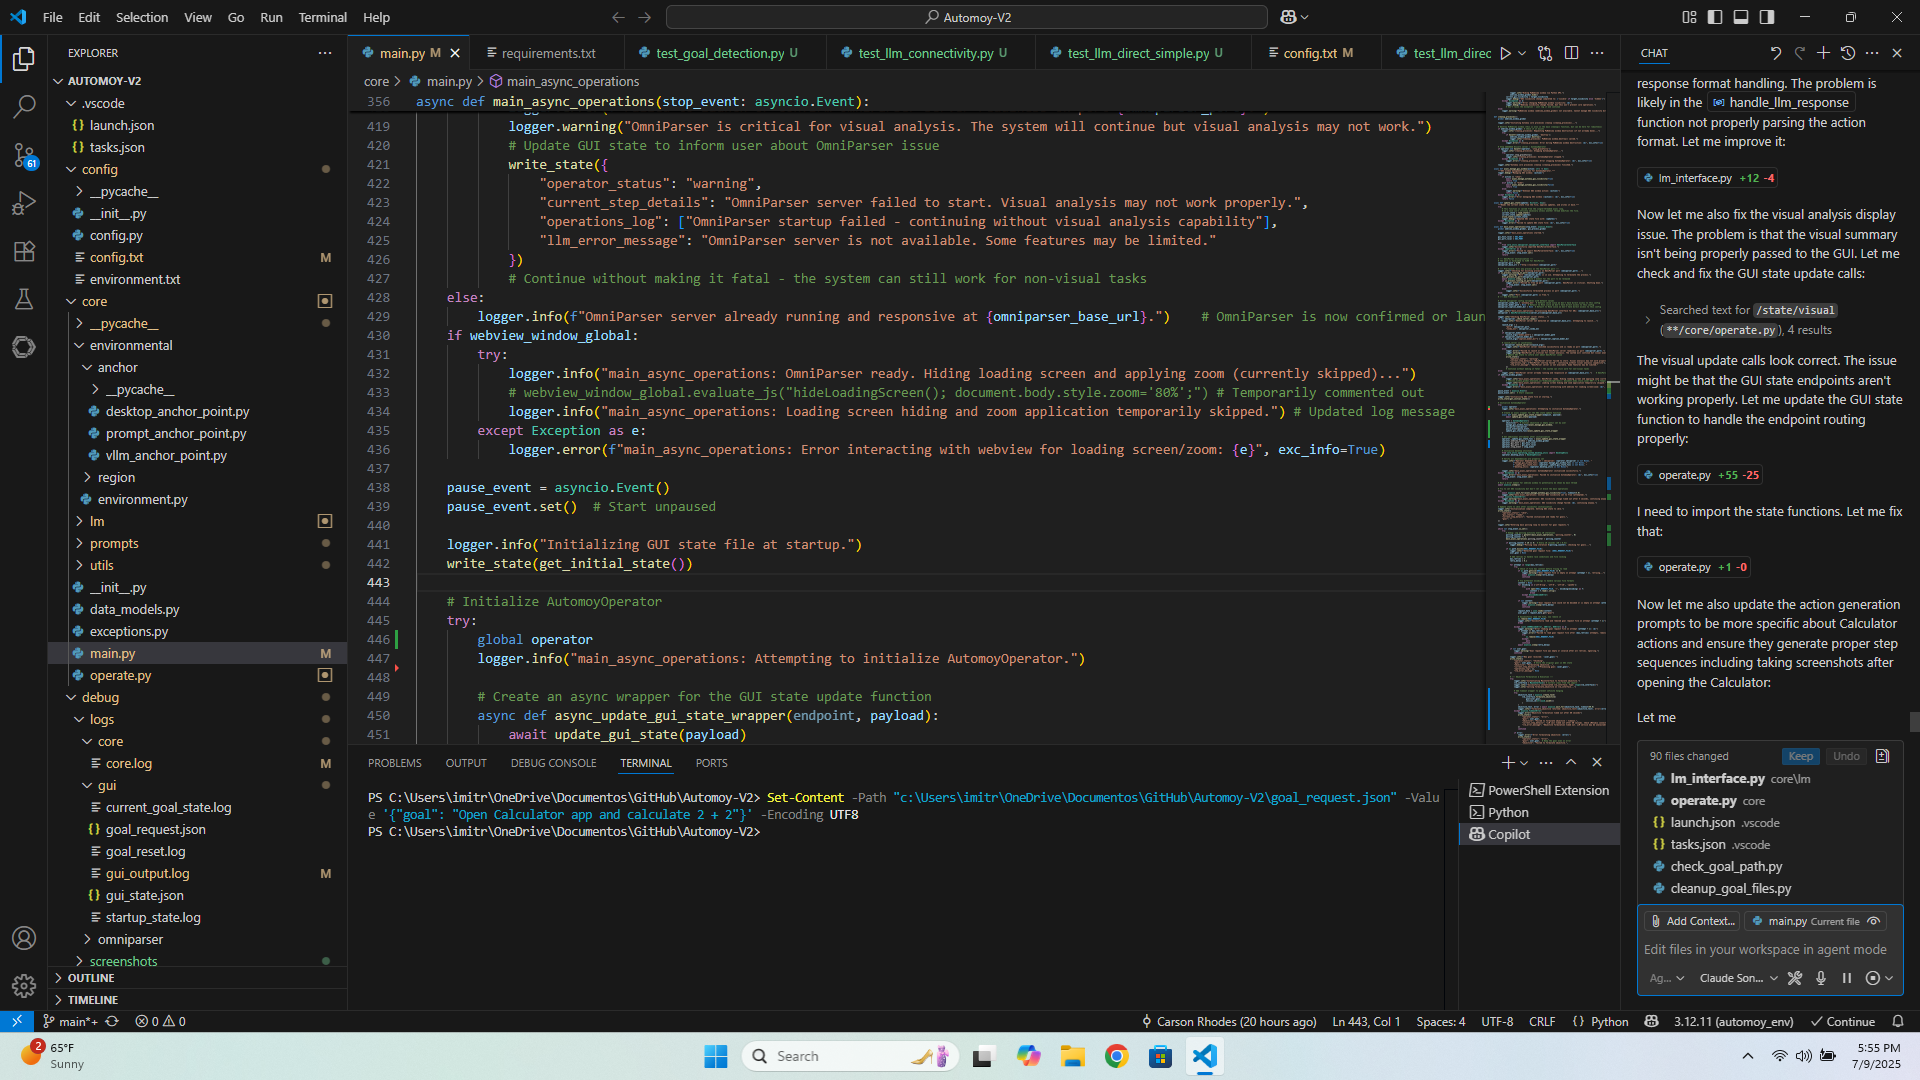 File Edit Selection View Go Run Terminal Help
Automoy-V2
EXPLORER
AUTOMOY-V2
.vscode
launch.json
tasks.json
config
__pycache__
__init__.py
config.py
config.txt M
environment.txt
core
__pycache__
environmental
anchor
__pycache__
desktop_anchor_point.py
prompt_anchor_point.py
vllm_anchor_point.py
region
environment.py
lm
prompts
utils
__init__.py
data_models.py
exceptions.py
main.py M
operate.py
debug
logs
core
core.log M
gui
current_goal_state.log
goal_request.json
goal_reset.log
gui_output.log M
gui_state.json
startup_state.log
omniparser
screenshots
OUTLINE
TIMELINE
61
main.py M
requirements.txt
test_goal_detection.py U
test_llm_connectivity.py U
test_llm_direct_simple.py U
config.txt M
test_llm_direc
core > main.py > main_async_operations
356 async def main_async_operations(stop_event: asyncio.Event):
419 logger.warning("OmniParser is critical for visual analysis. The system will continue but visual analysis may not work.")
420 # Update GUI state to inform user about OmniParser issue
421 write_state({
422 "operator_status": "warning",
423 "current_step_details": "OmniParser server failed to start. Visual analysis may not work properly.",
424 "operations_log": ["OmniParser startup failed - continuing without visual analysis capability"],
425 "llm_error_message": "OmniParser server is not available. Some features may be limited."
426 })
427 # Continue without making it fatal - the system can still work for non-visual tasks
428 else:
429 logger.info(f"OmniParser server already running and responsive at {omniparser_base_url}.") # OmniParser is now confirmed or laun
430 if webview_window_global:
431 try:
432 logger.info("main_async_operations: OmniParser ready. Hiding loading screen and applying zoom (currently skipped)...")
433 # webview_window_global.evaluate_js("hideLoadingScreen(); document.body.style.zoom='80%';") # Temporarily commented out
434 logger.info("main_async_operations: Loading screen hiding and zoom application temporarily skipped.") # Updated log message
435 except Exception as e:
436 logger.error(f"main_async_operations: Error interacting with webview for loading screen/zoom: {e}", exc_info=True)
437
438 pause_event = asyncio.Event()
439 pause_event.set() # Start unpaused
440
441 logger.info("Initializing GUI state file at startup.")
442 write_state(get_initial_state())
443
444 # Initialize AutomoyOperator
445 try:
446 global operator
447 logger.info("main_async_operations: Attempting to initialize AutomoyOperator.")
448
449 # Create an async wrapper for the GUI state update function
450 async def async_update_gui_state_wrapper(endpoint, payload):
451 await update_gui_state(payload)
PROBLEMS OUTPUT DEBUG CONSOLE TERMINAL PORTS
PS C:\Users\imitr\OneDrive\Documentos\GitHub\Automoy-V2> Set-Content -Path "c:\Users\imitr\OneDrive\Documentos\GitHub\Automoy-V2\goal_request.json" -Valu
e '{"goal": "Open Calculator app and calculate 2 + 2"}' -Encoding UTF8
PS C:\Users\imitr\OneDrive\Documentos\GitHub\Automoy-V2>
PowerShell Extension
Python
Copilot
CHAT
response format handling. The problem is
likely in the handle_llm_response
function not properly parsing the action
format. Let me improve it:
lm_interface.py +12 -4
Now let me also fix the visual analysis display
issue. The problem is that the visual summary
isn't being properly passed to the GUI. Let me
check and fix the GUI state update calls:
Searched text for /state/visual
(**/core/operate.py), 4 results
The visual update calls look correct. The issue
might be that the GUI state endpoints aren't
working properly. Let me update the GUI state
function to handle the endpoint routing
properly:
operate.py +55 -25
I need to import the state functions. Let me fix
that:
operate.py +1 -0
Now let me also update the action generation
prompts to be more specific about Calculator
actions and ensure they generate proper step
sequences including taking screenshots after
opening the Calculator:
Let me
90 files changed Keep Undo
lm_interface.py core\lm
operate.py core
launch.json .vscode
tasks.json .vscode
check_goal_path.py
cleanup_goal_files.py
Add Context... main.py Current file
Edit files in your workspace in agent mode
Ag... Claude Son...
main*+ 0 0
Carson Rhodes (20 hours ago) Ln 443, Col 1 Spaces: 4 UTF-8 CRLF Python 3.12.11 (automoy_env) Continue
2
65°F
Sunny
Search
5:55 PM
7/9/2025